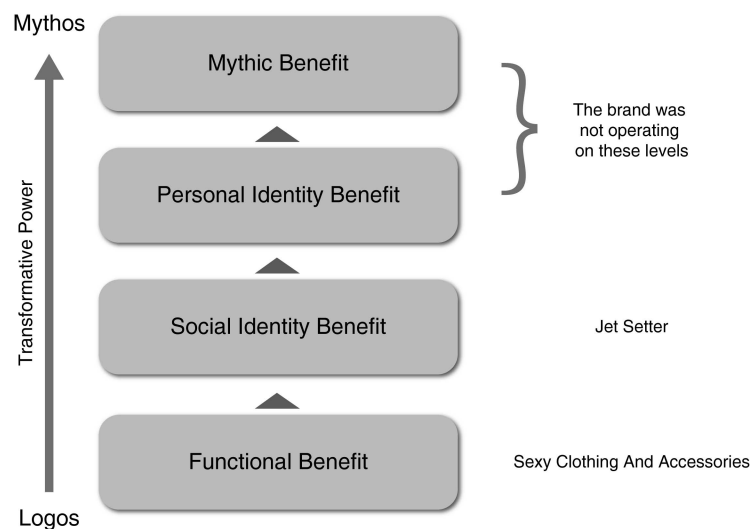 Mythos
Mythic Benefit
The brand was
not operating
on these levels
Personal Identity Benefit
Transformative Power
Social Identity Benefit
Jet Setter
Functional Benefit
Sexy Clothing And Accessories
Logos